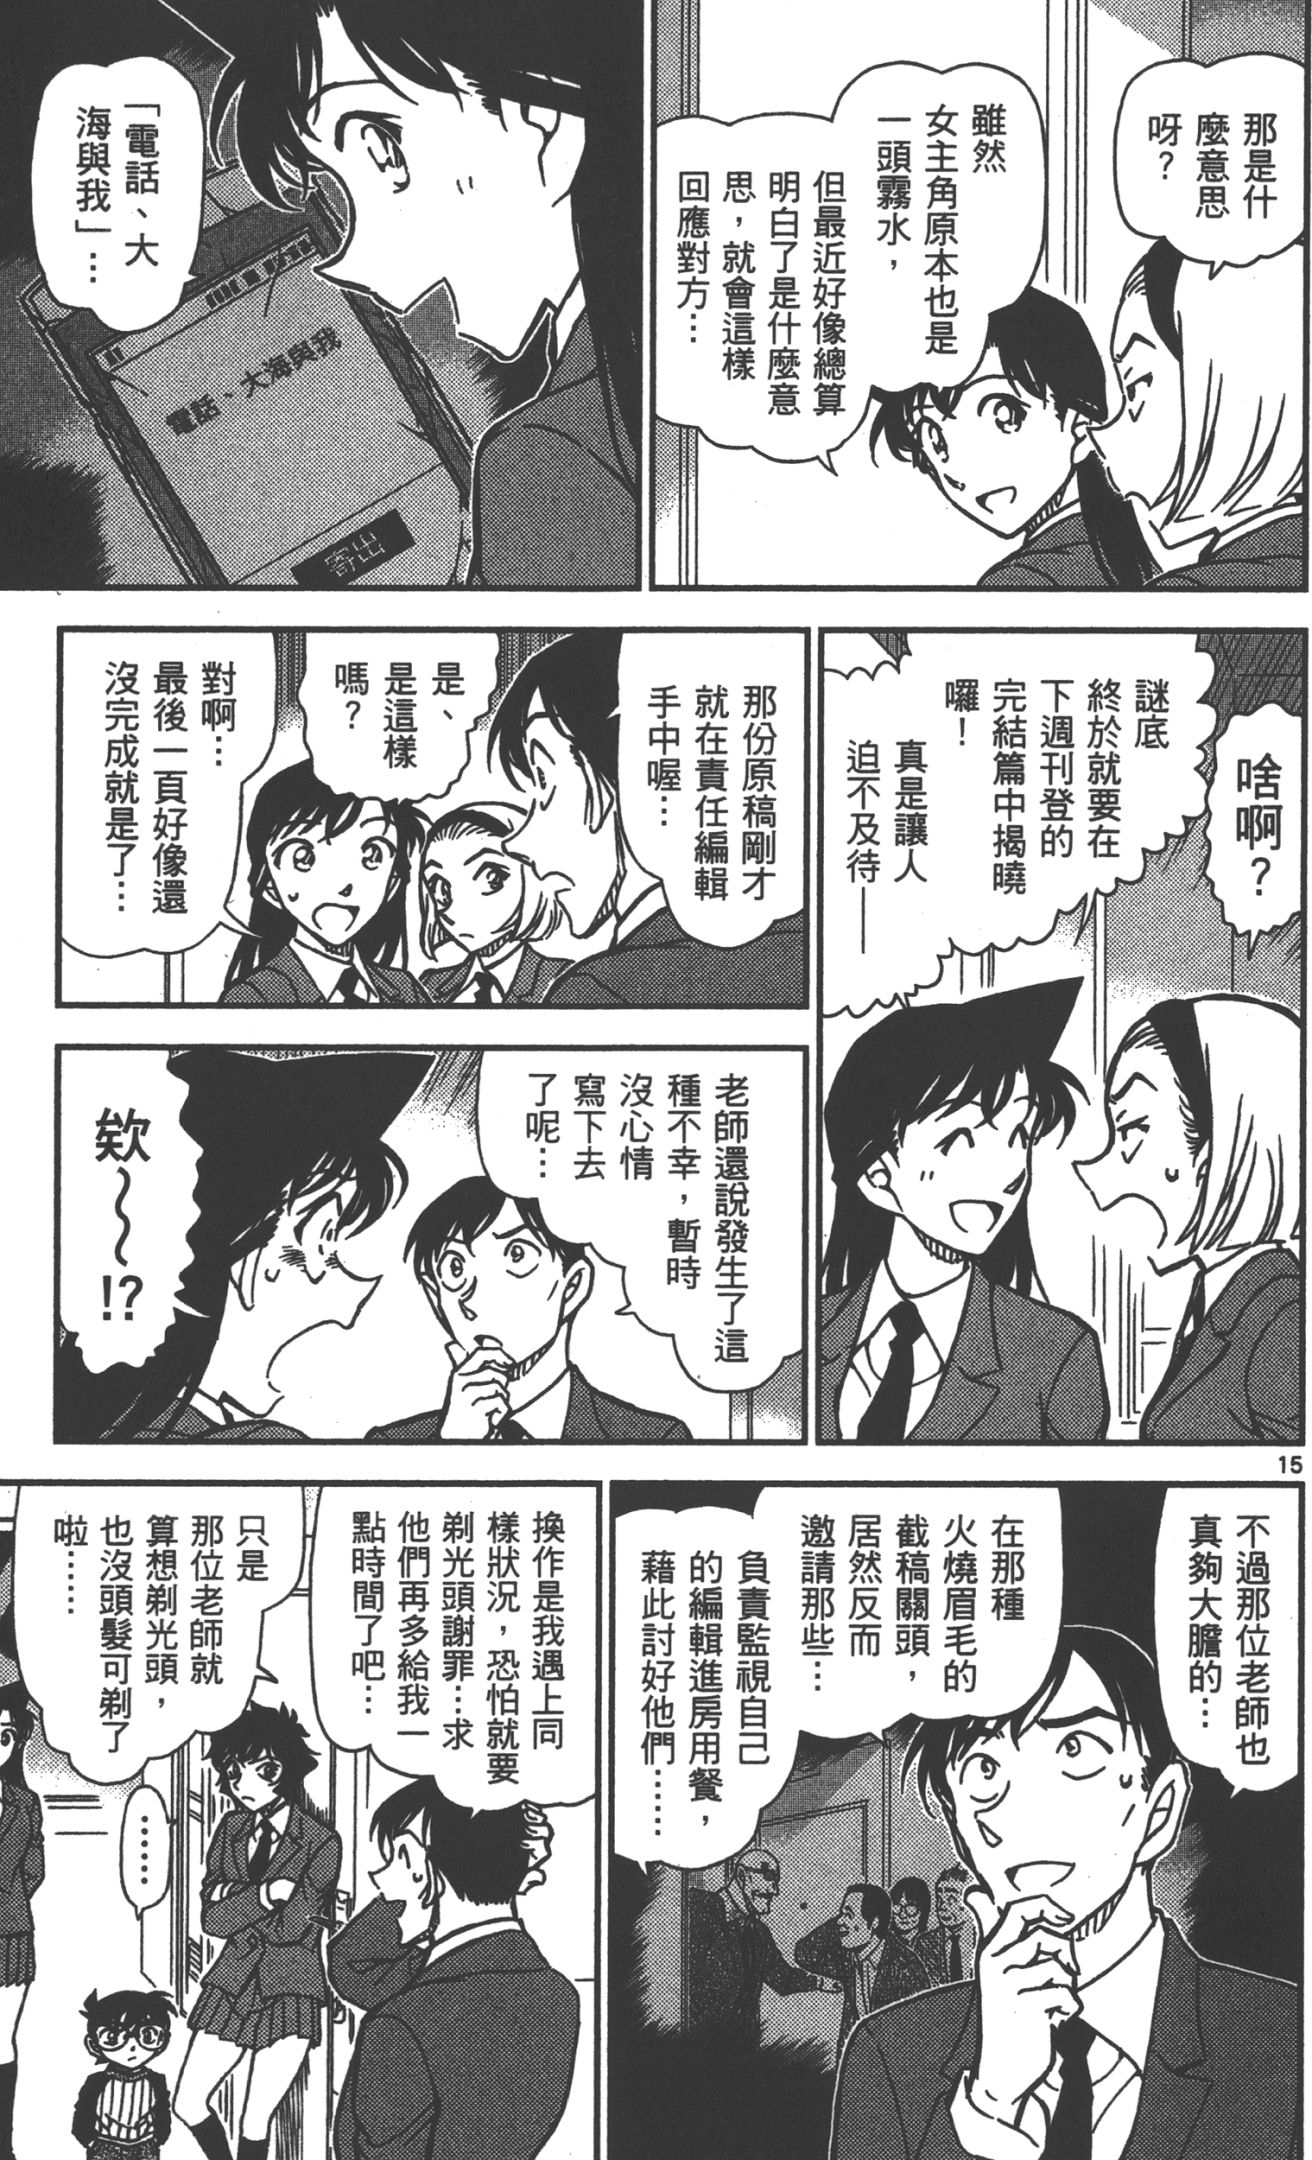 那是什
麼意思
呀？
雖然
女主角原本也是
一頭霧水，
但最近好像總算
明白了是什麼意
思，就會這樣
回應對方…
「電話、大
海與我」…
電話、大海與我
寄出
啥啊？
謎底
終於就要在
下週刊登的
完結篇中揭曉
囉！
真是讓人
迫不及待——
那份原稿剛才
就在責任編輯
手中喔…
是、
是這樣
嗎？
對啊…
最後一頁好像還
沒完成就是了…
老師還說發生了這
種不幸，暫時
沒心情
寫下去
了呢…
欸～～!?
15
不過那位老師也
真夠大膽的…
在那種
火燒眉毛的
截稿關頭，
居然反而
邀請那些…
負責監視自己
的編輯進房用餐，
藉此討好他們……
換作是我遇上同
樣狀況，恐怕就要
剃光頭謝罪…求
他們再多給我一
點時間了吧…
只是
那位老師就
算想剃光頭，
也沒頭髮可剃了
啦……
……